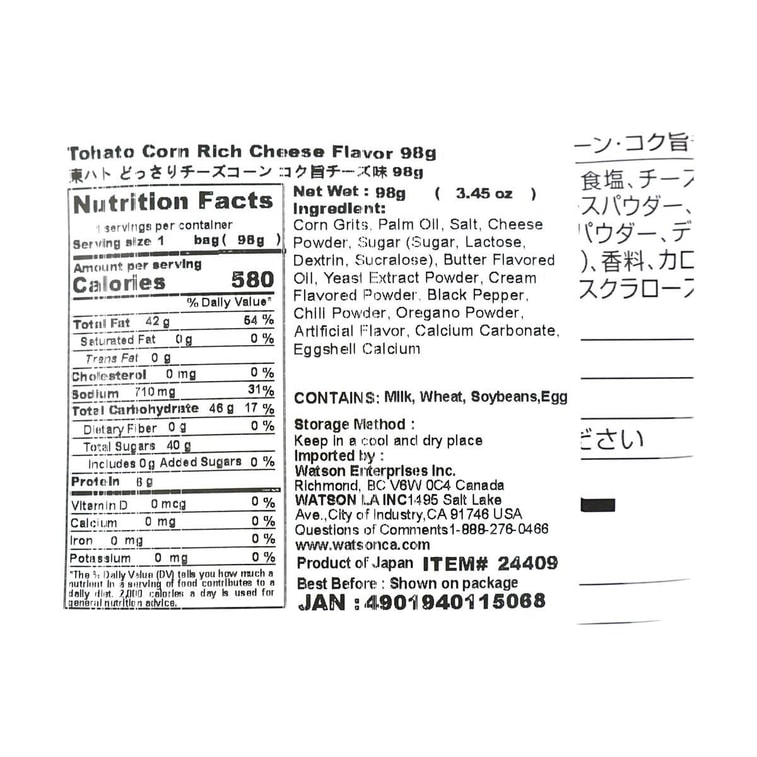 Tohato Corn Rich Cheese Flavor 98g
東ハト どっさりチーズコーン コク旨チーズ味 98g
Nutrition Facts
1 servings per container
Serving size 1 bag( 98g )
Amount per serving
Calories 580
% Daily Value*
Total Fat 42g 54 %
Saturated Fat 0g 0 %
Trans Fat 0 g
Cholesterol 0 mg 0 %
Sodium 710mg 31%
Total Carbohydrate 46g 17 %
Dietary Fiber 0g 0 %
Total Sugars 40g
Includes 0g Added Sugars 0 %
Protein 6g
Vitamin D 0 mcg 0 %
Calcium 0 mg 0 %
Iron 0 mg 0 %
Potassium 0 mg 0 %
*The % Daily Value (DV) tells you how much a
nutrient in a serving of food contributes to a
daily diet. 2,000 calories a day is used for
general nutrition advice.
Net Wet : 98g ( 3.45 oz )
Ingredient:
Corn Grits, Palm Oil, Salt, Cheese
Powder, Sugar (Sugar, Lactose,
Dextrin, Sucralose), Butter Flavored
Oil, Yeast Extract Powder, Cream
Flavored Powder, Black Pepper,
Chili Powder, Oregano Powder,
Artificial Flavor, Calcium Carbonate,
Eggshell Calcium
CONTAINS: Milk, Wheat, Soybeans,Egg
Storage Method :
Keep in a cool and dry place
Imported by :
Watson Enterprises Inc.
Richmond, BC V6W 0C4 Canada
WATSON LA INC1495 Salt Lake
Ave.,City of Industry,CA 91746 USA
Questions of Comments1-888-276-0466
www.watsonca.com
Product of Japan ITEM# 24409
Best Before : Shown on package
JAN :4901940115068
ーン・コク旨
食塩、チーズ
スパウダー、
パウダー、デ
)、香料、カロ
スクラロース
ださい